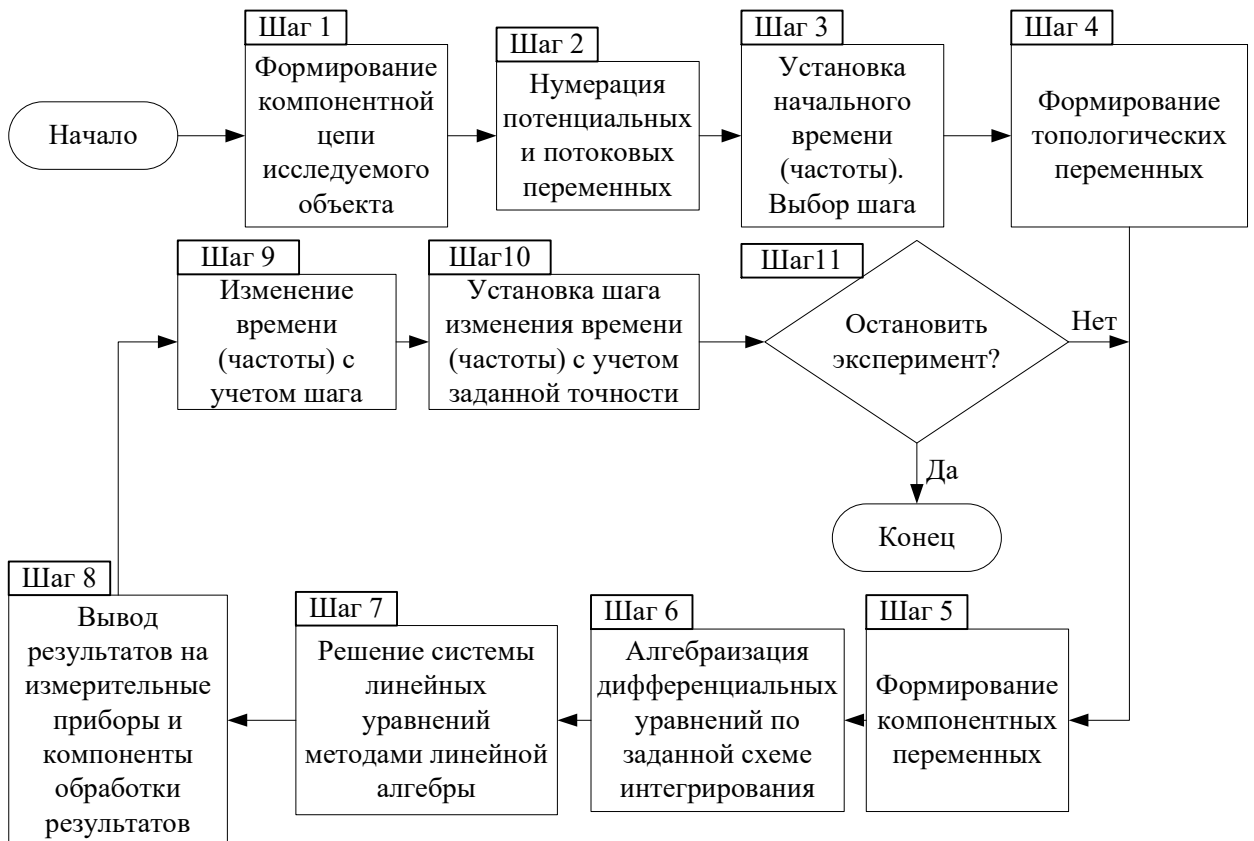 Начало
Шаг 1
Формирование
компонентной
цепи
исследуемого
объекта
Шаг 2
Нумерация
потенциальных
и потоковых
переменных
Шаг 3
Установка
начального
времени
(частоты).
Выбор шага
Шаг 4
Формирование
топологических
переменных
Шаг 9
Изменение
времени
(частоты) с
учетом шага
Шаг10
Установка шага
изменения времени
(частоты) с учетом
заданной точности
Шаг11
Остановить
эксперимент?
Нет
Да
Конец
Шаг 8
Вывод
результатов на
измерительные
приборы и
компоненты
обработки
результатов
Шаг 7
Решение системы
линейных
уравнений
методами линейной
алгебры
Шаг 6
Алгебраизация
дифференциальных
уравнений по
заданной схеме
интегрирования
Шаг 5
Формирование
компонентных
переменных